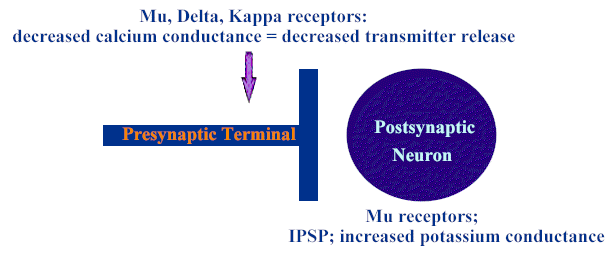 Mu, Delta, Kappa receptors:
decreased calcium conductance = decreased transmitter release
Presynaptic Terminal
Postsynaptic
Neuron
Mu receptors;
IPSP; increased potassium conductance